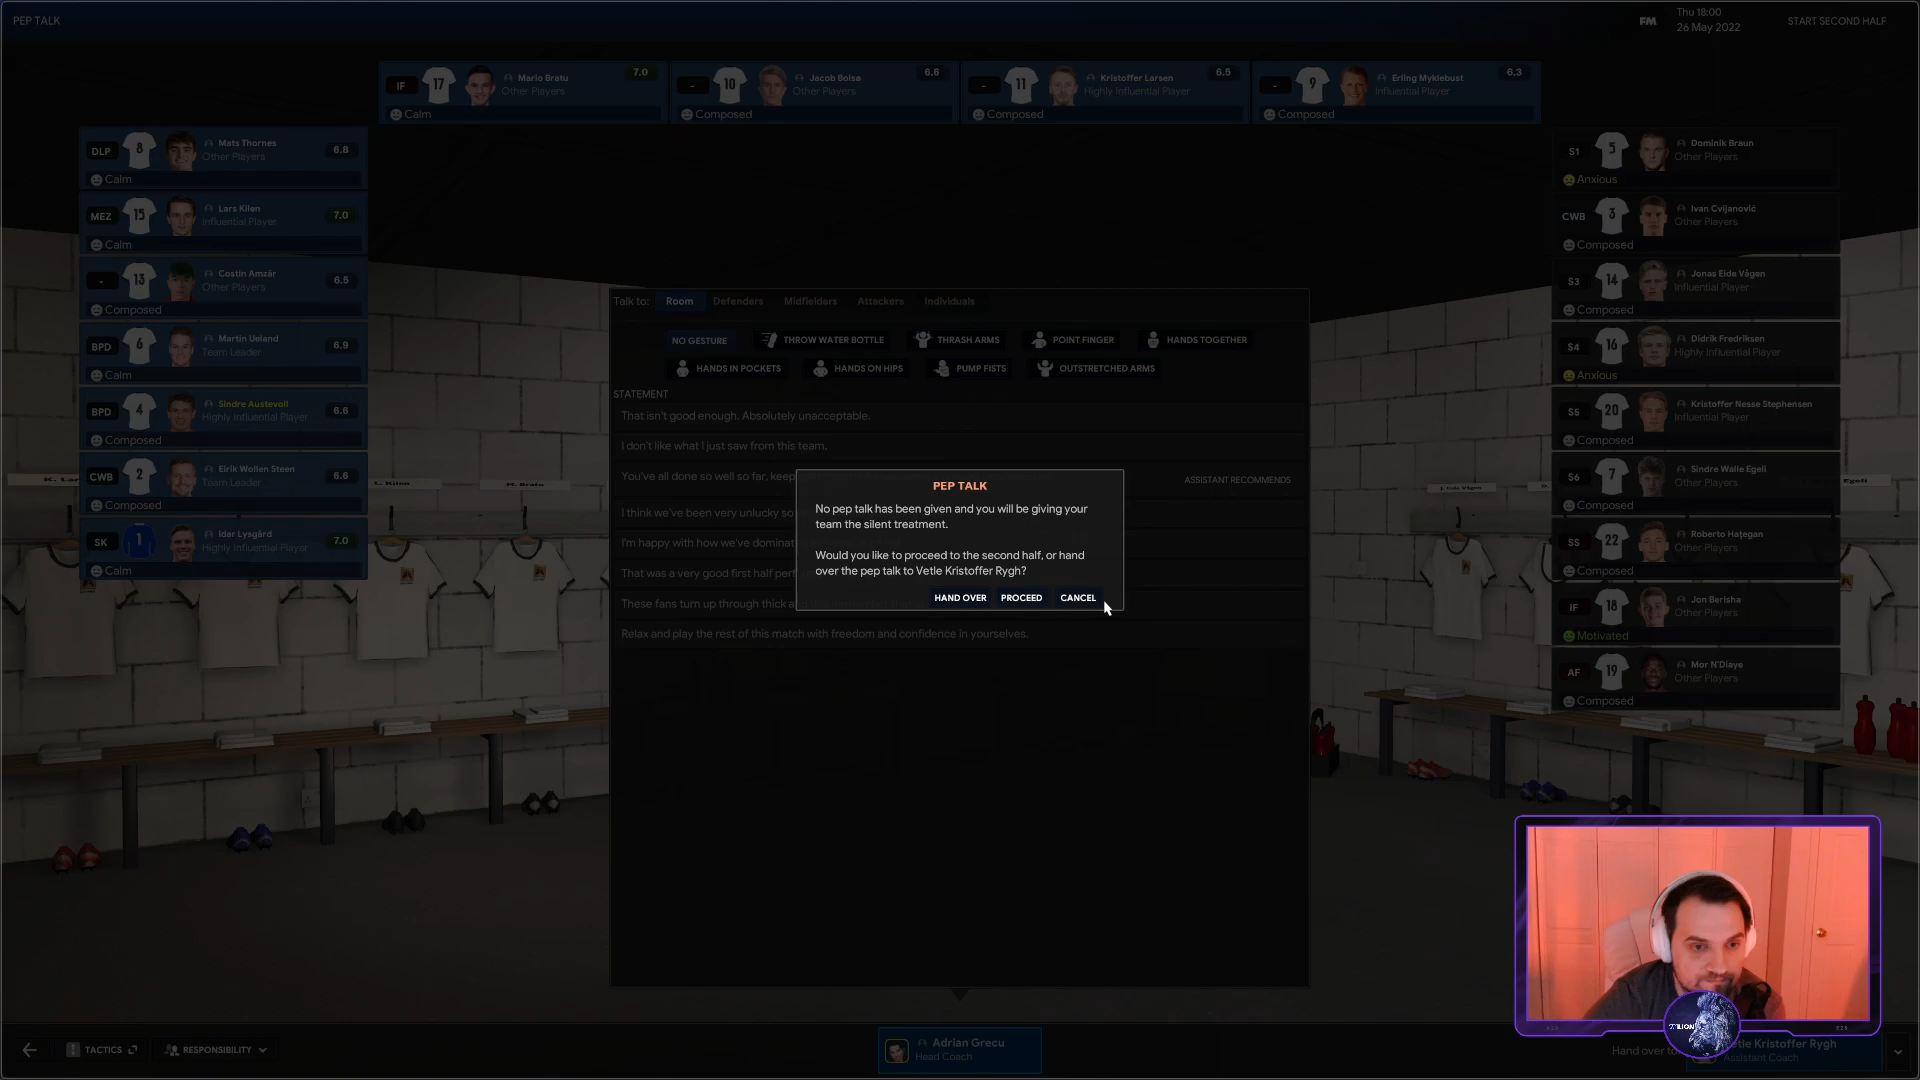 PEP TALK
FM
Thu 18:00
26 May 2022
START SECOND HALF
IF 17 Mario Bratu 7.0
Other Players
Calm
- 10 Jacob Boisø 6.6
Other Players
Composed
- 11 Kristoffer Larsen 6.5
Highly Influential Player
Composed
- 9 Erling Myklebust 6.3
Influential Player
Composed
DLP 8 Mats Thornes 6.8
Other Players
Calm
MEZ 15 Lars Kilen 7.0
Influential Player
Calm
- 13 Costin Amzăr 6.5
Other Players
Composed
BPD 6 Martin Ueland 6.9
Team Leader
Calm
BPD 4 Sindre Austevoll 6.6
Highly Influential Player
Composed
CWB 2 Eirik Wollen Steen 6.6
Team Leader
Composed
SK 1 Idar Lysgård 7.0
Highly Influential Player
Calm
Talk to: Room Defenders Midfielders Attackers Individuals
NO GESTURE THROW WATER BOTTLE THRASH ARMS POINT FINGER HANDS TOGETHER
HANDS IN POCKETS HANDS ON HIPS PUMP FISTS OUTSTRETCHED ARMS
STATEMENT
That isn't good enough. Absolutely unacceptable.
I don't like what I just saw from this team.
You've all done so well so far, keep
ASSISTANT RECOMMENDS
I think we've been very unlucky so
I'm happy with how we've dominat
That was a very good first half perf
These fans turn up through thick a
Relax and play the rest of this match with freedom and confidence in yourselves.
PEP TALK
No pep talk has been given and you will be giving your
team the silent treatment.
Would you like to proceed to the second half, or hand
over the pep talk to Vetle Kristoffer Rygh?
HAND OVER PROCEED CANCEL
S1 5 Dominik Braun
Other Players
Anxious
CWB 3 Ivan Cvijanović
Other Players
Composed
S3 14 Jonas Eide Vågen
Influential Player
Composed
S4 16 Didrik Fredriksen
Highly Influential Player
Anxious
S5 20 Kristoffer Nesse Stephensen
Influential Player
Composed
S6 7 Sindre Walle Egeli
Other Players
Composed
SS 22 Roberto Hațegan
Other Players
Composed
IF 18 Jon Berisha
Other Players
Motivated
AF 19 Mor N'Diaye
Other Players
Composed
K. Lar
L. Kilen
M. Bratu
Egeli
TACTICS RESPONSIBILITY
Adrian Grecu
Head Coach
Hand over to
etle Kristoffer Rygh
Assistant Coach